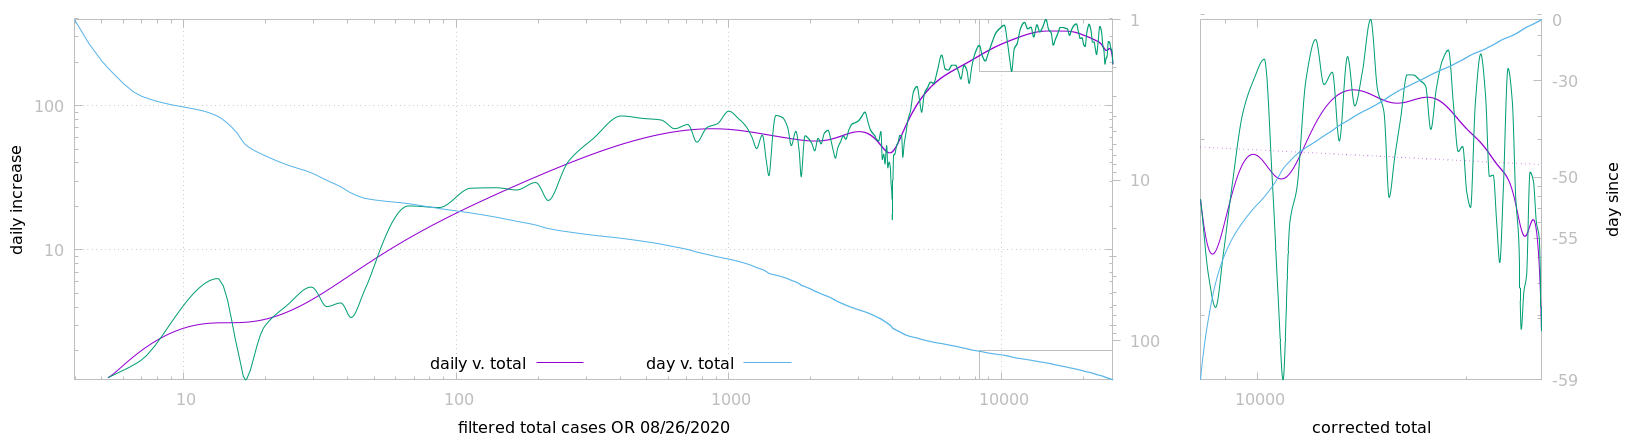 daily increase
100
10
daily v. total
day v. total
10
100
1000
10000
filtered total cases OR 08/26/2020
1
10
100
10000
corrected total
0
-30
-50
-55
-59
day since